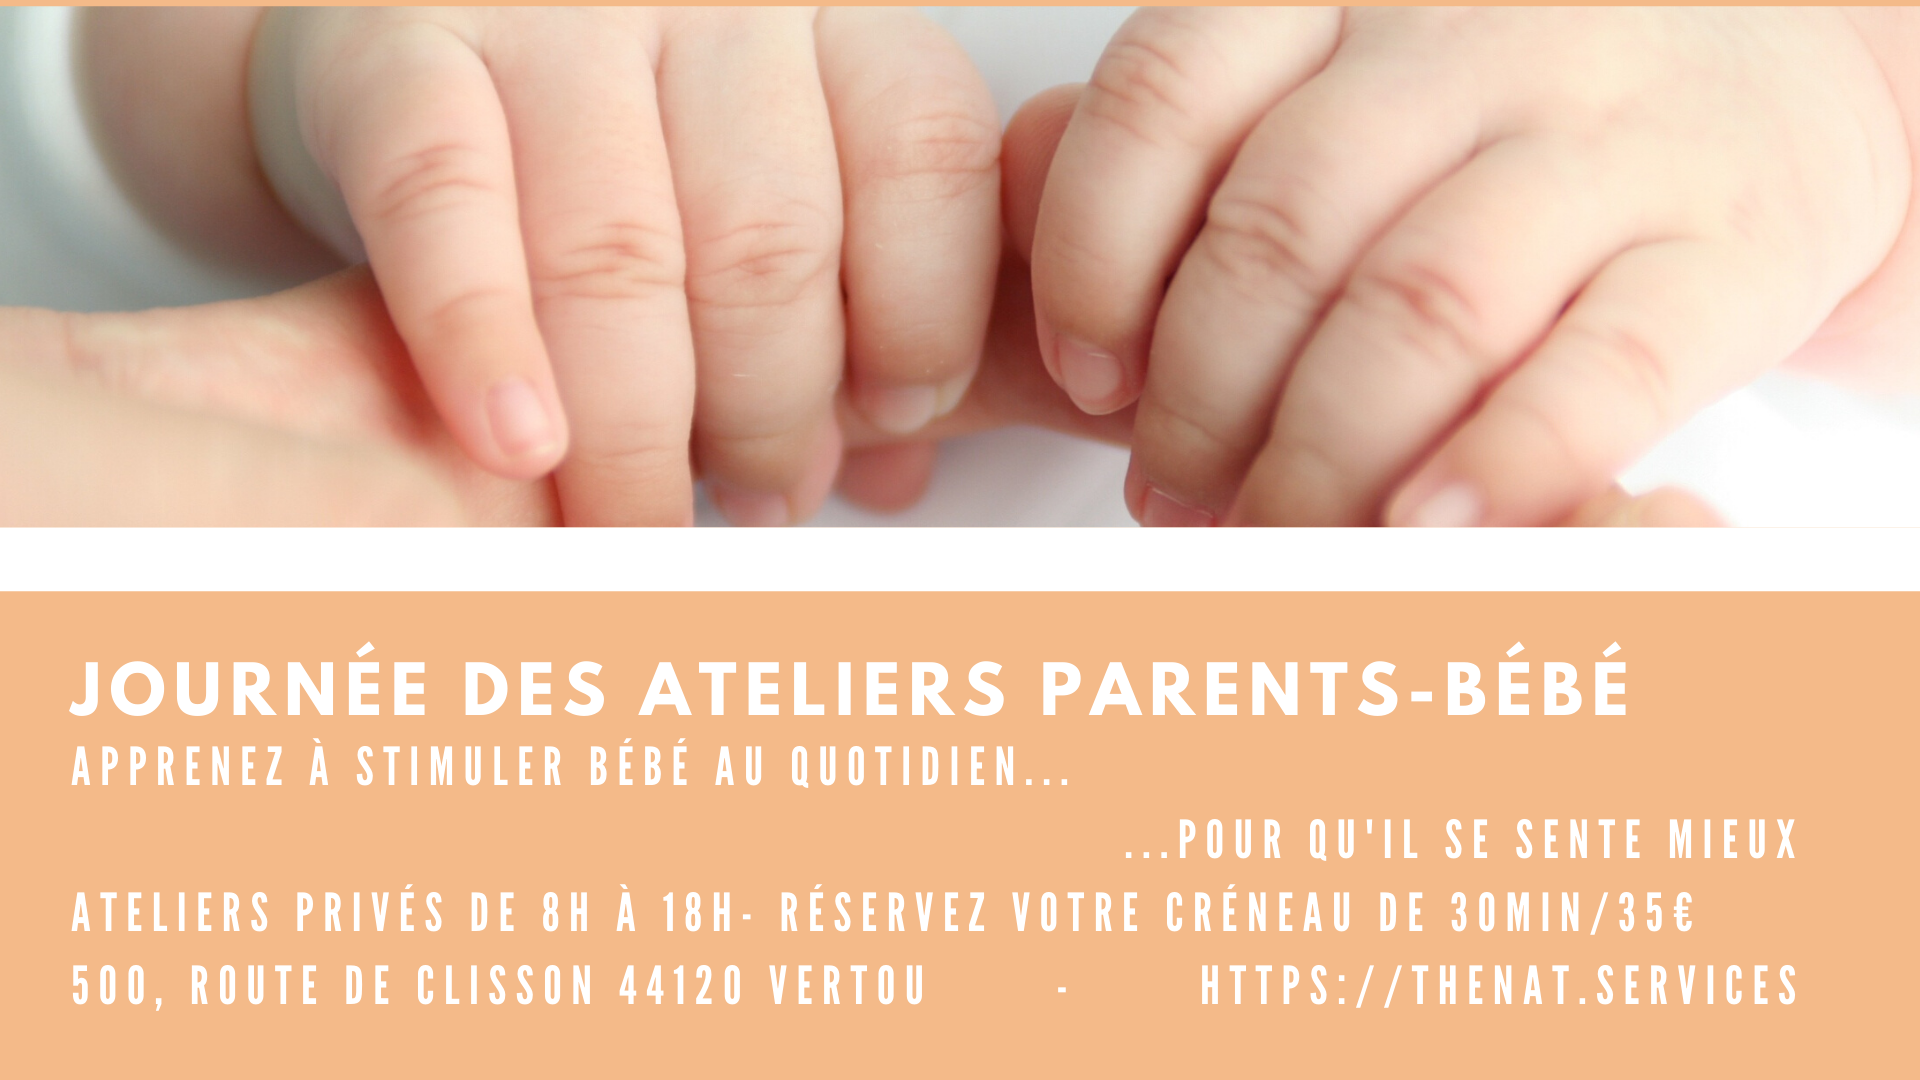 JOURNÉE DES ATELIERS PARENTS-BÉBÉ
APPRENEZ À STIMULER BÉBÉ AU QUOTIDIEN...
...POUR QU'IL SE SENTE MIEUX
ATELIERS PRIVÉS DE 8H À 18H- RÉSERVEZ VOTRE CRÉNEAU DE 30MIN/35€
500, ROUTE DE CLISSON 44120 VERTOU - HTTPS://THENAT.SERVICES